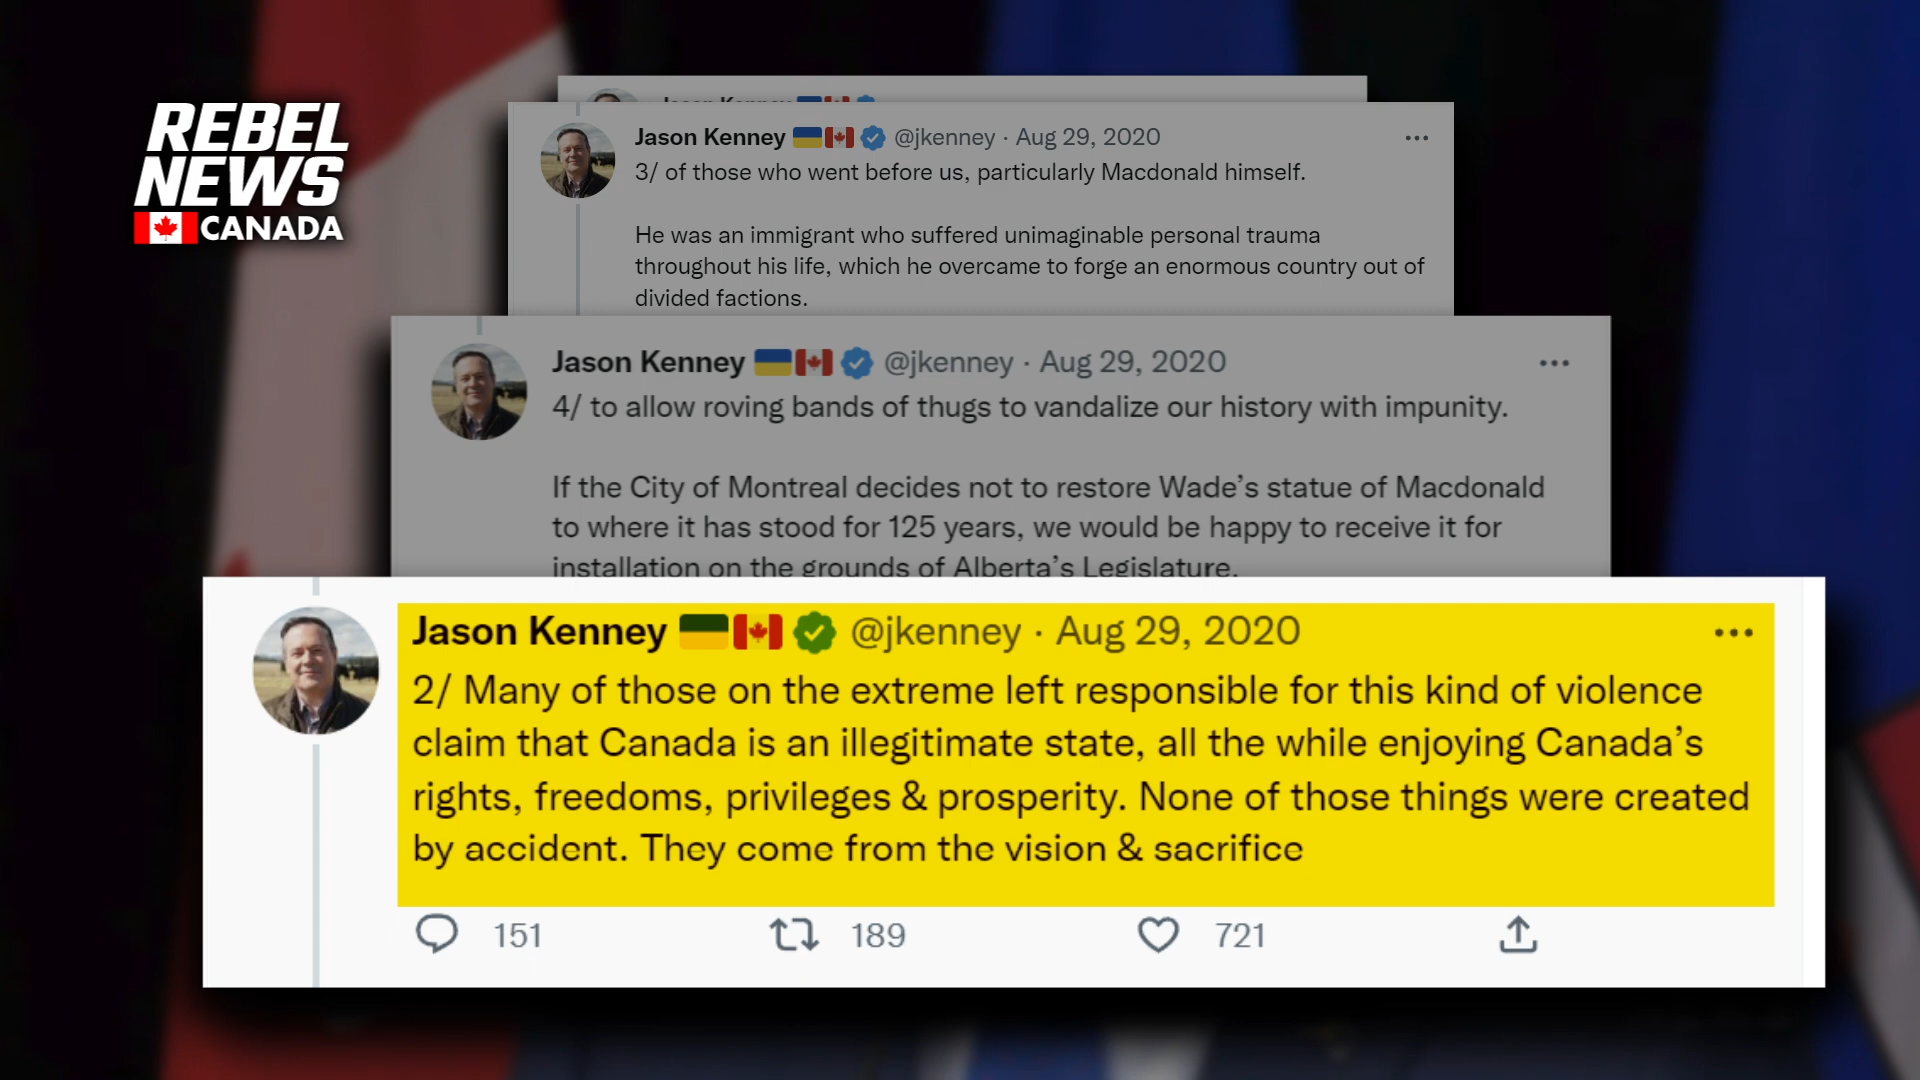 REBEL
NEWS
CANADA
Jason Kenney
Jason Kenney @jkenney · Aug 29, 2020
3/ of those who went before us, particularly Macdonald himself.
He was an immigrant who suffered unimaginable personal trauma
throughout his life, which he overcame to forge an enormous country out of
divided factions.
Jason Kenney @jkenney · Aug 29, 2020
4/ to allow roving bands of thugs to vandalize our history with impunity.
If the City of Montreal decides not to restore Wade’s statue of Macdonald
to where it has stood for 125 years, we would be happy to receive it for
installation on the grounds of Alberta’s Legislature.
Jason Kenney @jkenney · Aug 29, 2020
2/ Many of those on the extreme left responsible for this kind of violence
claim that Canada is an illegitimate state, all the while enjoying Canada’s
rights, freedoms, privileges & prosperity. None of those things were created
by accident. They come from the vision & sacrifice
151 189 721